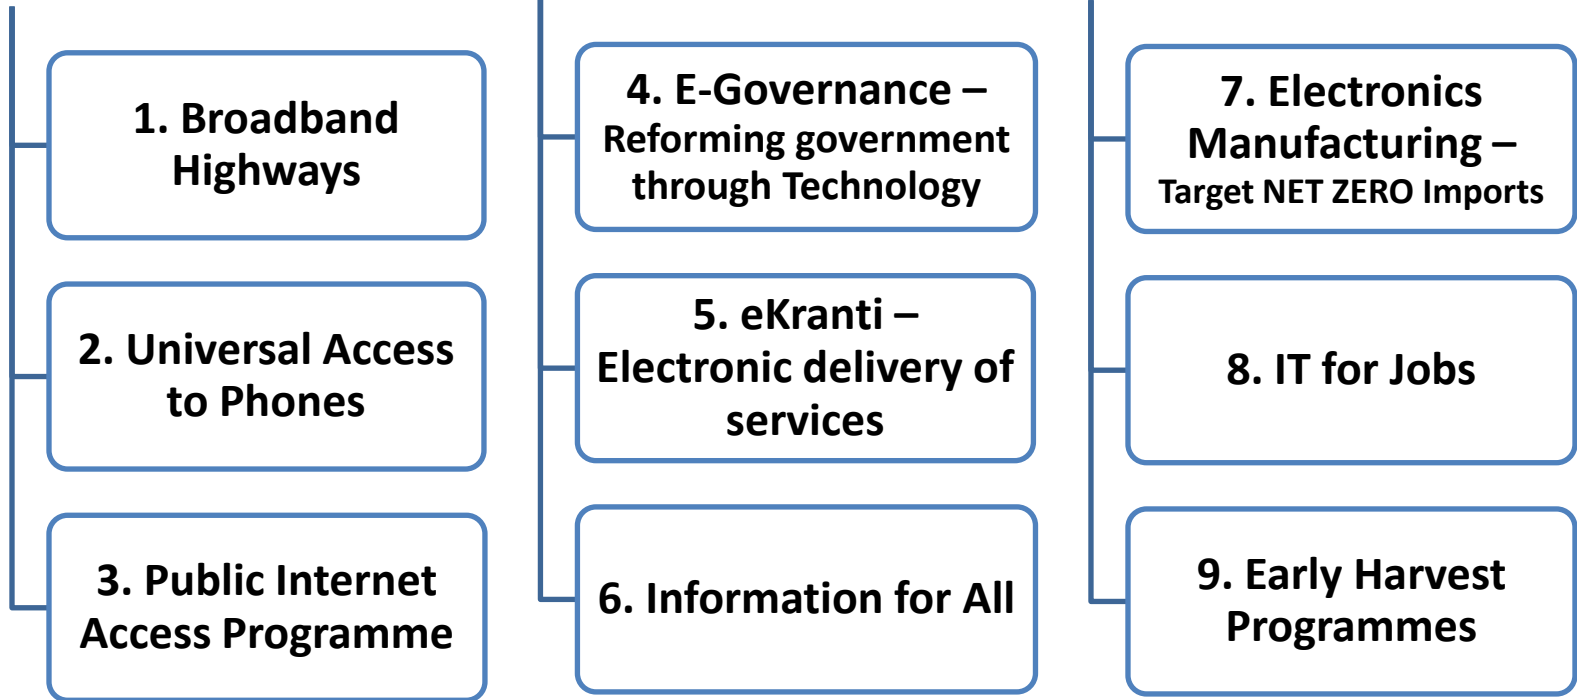 1. Broadband
Highways
2. Universal Access
to Phones
3. Public Internet
Access Programme
4. E-Governance –
Reforming government
through Technology
5. eKranti –
Electronic delivery of
services
6. Information for All
7. Electronics
Manufacturing –
Target NET ZERO Imports
8. IT for Jobs
9. Early Harvest
Programmes